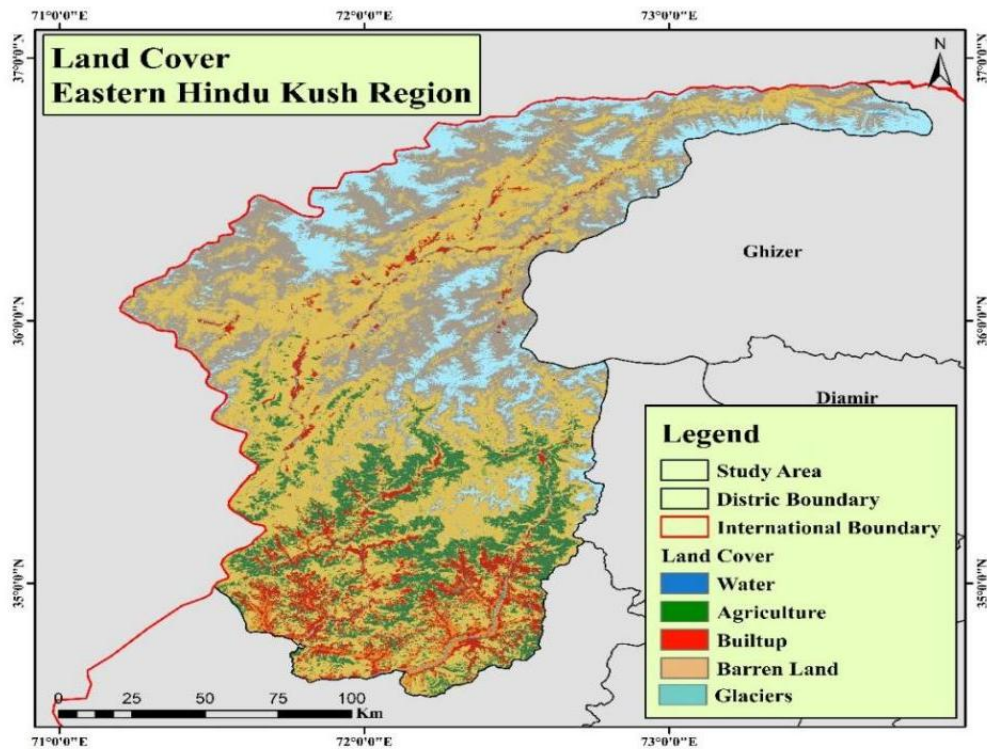 71°0'0"E
72°0'0"E
73°0'0"E
37°0'0"N
37°0'0"N
Land Cover
Eastern Hindu Kush Region
N
Ghizer
36°0'0"N
36°0'0"N
Diamir
Legend
Study Area
Distric Boundary
International Boundary
Land Cover
Water
Agriculture
Builtup
Barren Land
Glaciers
35°0'0"N
35°0'0"N
0 25 50 75 100
Km
71°0'0"E
72°0'0"E
73°0'0"E